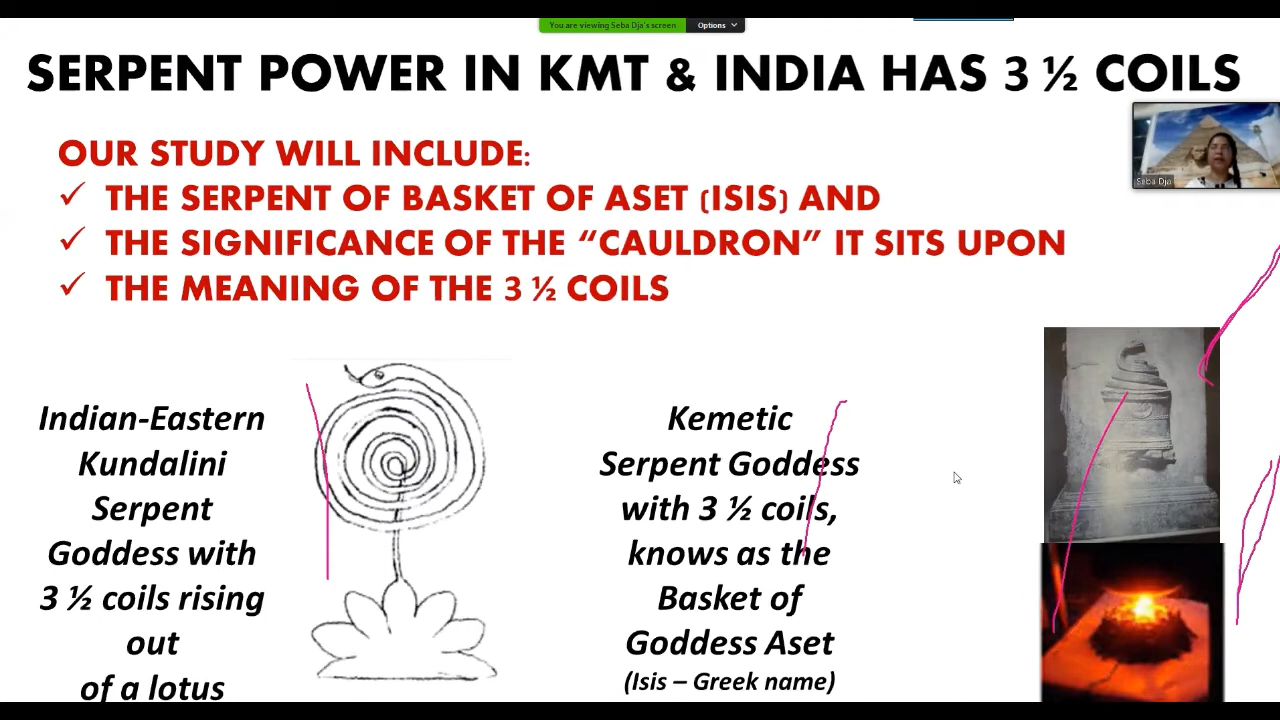 You are viewing Seba Dja's screen Options
SERPENT POWER IN KMT & INDIA HAS 3 ½ COILS
OUR STUDY WILL INCLUDE:
✓ THE SERPENT OF BASKET OF ASET (ISIS) AND
✓ THE SIGNIFICANCE OF THE “CAULDRON” IT SITS UPON
✓ THE MEANING OF THE 3 ½ COILS
Seba Dja
Indian-Eastern
Kundalini
Serpent
Goddess with
3 ½ coils rising
out
of a lotus
Kemetic
Serpent Goddess
with 3 ½ coils,
knows as the
Basket of
Goddess Aset
(Isis – Greek name)